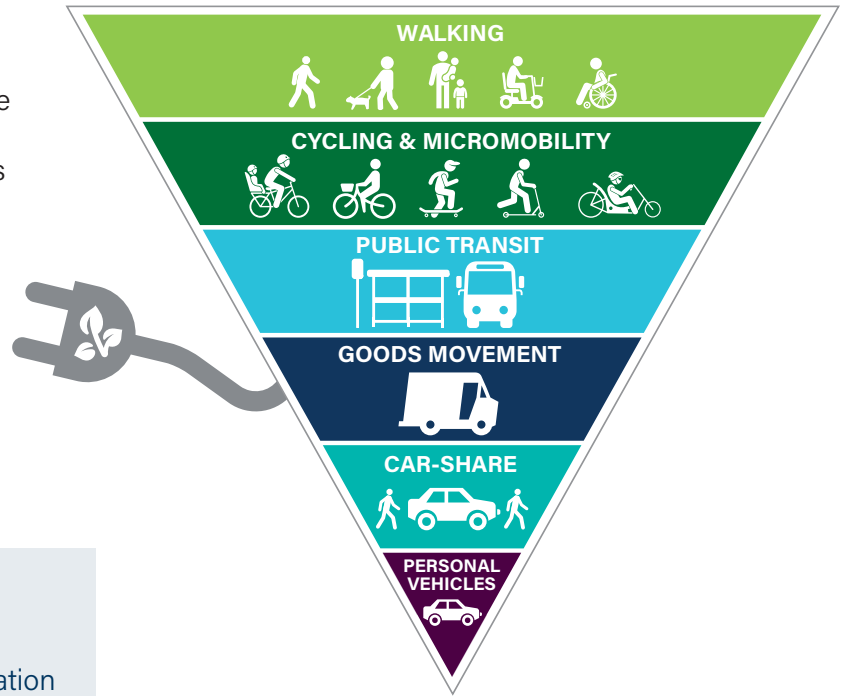 WALKING
e
CYCLING & MICROMOBILITY
s
PUBLIC TRANSIT
GOODS MOVEMENT
CAR-SHARE
PERSONAL
VEHICLES
ation